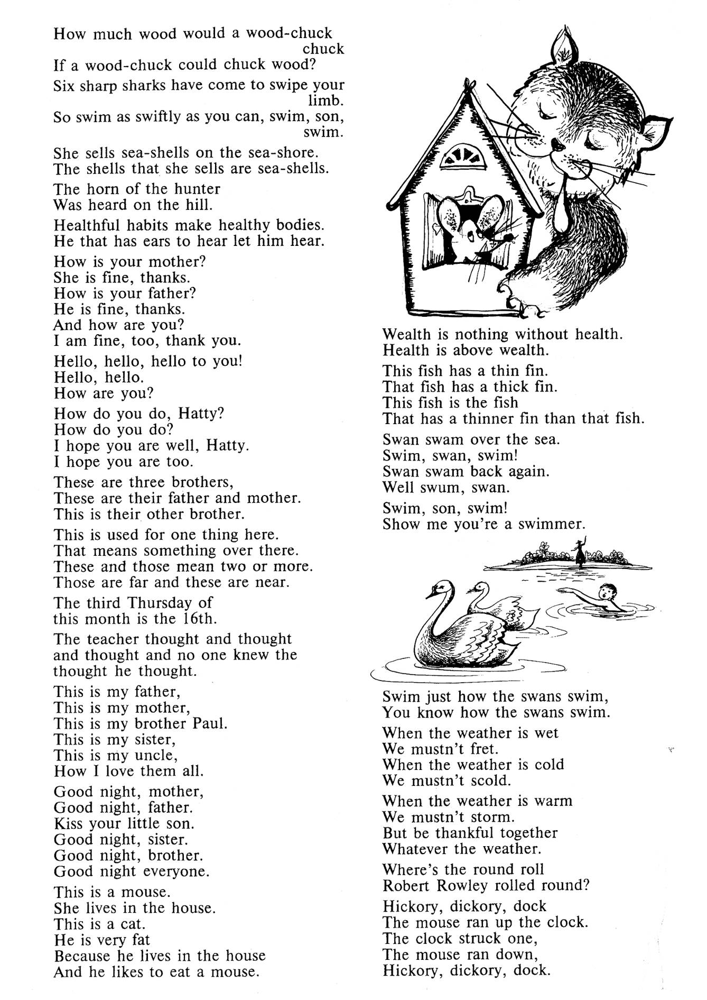 How much wood would a wood-chuck
chuck
If a wood-chuck could chuck wood?
Six sharp sharks have come to swipe your
limb.
So swim as swiftly as you can, swim, son,
swim.
She sells sea-shells on the sea-shore.
The shells that she sells are sea-shells.
The horn of the hunter
Was heard on the hill.
Healthful habits make healthy bodies.
He that has ears to hear let him hear.
How is your mother?
She is fine, thanks.
How is your father?
He is fine, thanks.
And how are you?
I am fine, too, thank you.
Hello, hello, hello to you!
Hello, hello.
How are you?
How do you do, Hatty?
How do you do?
I hope you are well, Hatty.
I hope you are too.
These are three brothers,
These are their father and mother.
This is their other brother.
This is used for one thing here.
That means something over there.
These and those mean two or more.
Those are far and these are near.
The third Thursday of
this month is the 16th.
The teacher thought and thought
and thought and no one knew the
thought he thought.
This is my father,
This is my mother,
This is my brother Paul.
This is my sister,
This is my uncle,
How I love them all.
Good night, mother,
Good night, father.
Kiss your little son.
Good night, sister.
Good night, brother.
Good night everyone.
This is a mouse.
She lives in the house.
This is a cat.
He is very fat
Because he lives in the house
And he likes to eat a mouse.
Wealth is nothing without health.
Health is above wealth.
This fish has a thin fin.
That fish has a thick fin.
This fish is the fish
That has a thinner fin than that fish.
Swan swam over the sea.
Swim, swan, swim!
Swan swam back again.
Well swum, swan.
Swim, son, swim!
Show me you're a swimmer.
Swim just how the swans swim,
You know how the swans swim.
When the weather is wet
We mustn't fret.
When the weather is cold
We mustn't scold.
When the weather is warm
We mustn't storm.
But be thankful together
Whatever the weather.
Where's the round roll
Robert Rowley rolled round?
Hickory, dickory, dock
The mouse ran up the clock.
The clock struck one,
The mouse ran down,
Hickory, dickory, dock.